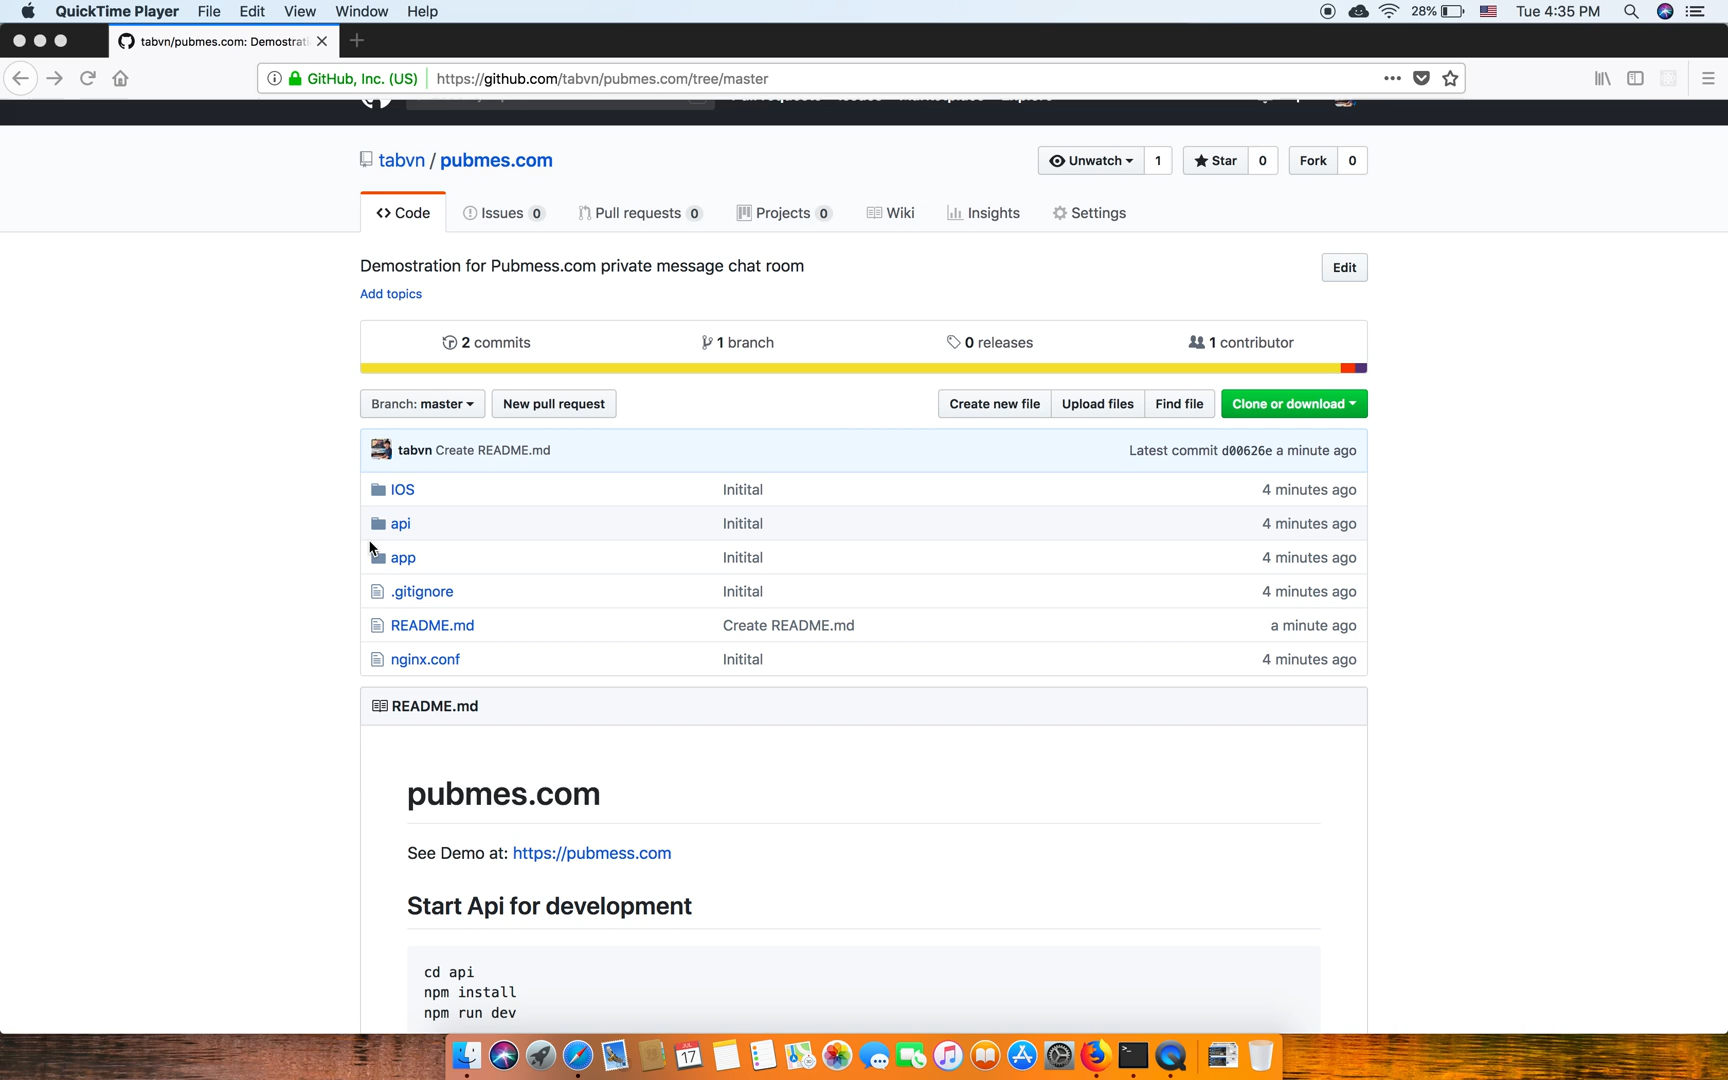 QuickTime Player File Edit View Window Help 28% Tue 4:35 PM
tabvn/pubmes.com: Demostrati
GitHub, Inc. (US) https://github.com/tabvn/pubmes.com/tree/master
tabvn / pubmes.com Unwatch 1 Star 0 Fork 0
Code Issues 0 Pull requests 0 Projects 0 Wiki Insights Settings
Demostration for Pubmess.com private message chat room Edit
Add topics
2 commits 1 branch 0 releases 1 contributor
Branch: master New pull request Create new file Upload files Find file Clone or download
tabvn Create README.md Latest commit d00626e a minute ago
IOS Initital 4 minutes ago
api Initital 4 minutes ago
app Initital 4 minutes ago
.gitignore Initital 4 minutes ago
README.md Create README.md a minute ago
nginx.conf Initital 4 minutes ago
README.md
pubmes.com
See Demo at: https://pubmess.com
Start Api for development
cd api
npm install
npm run dev
17